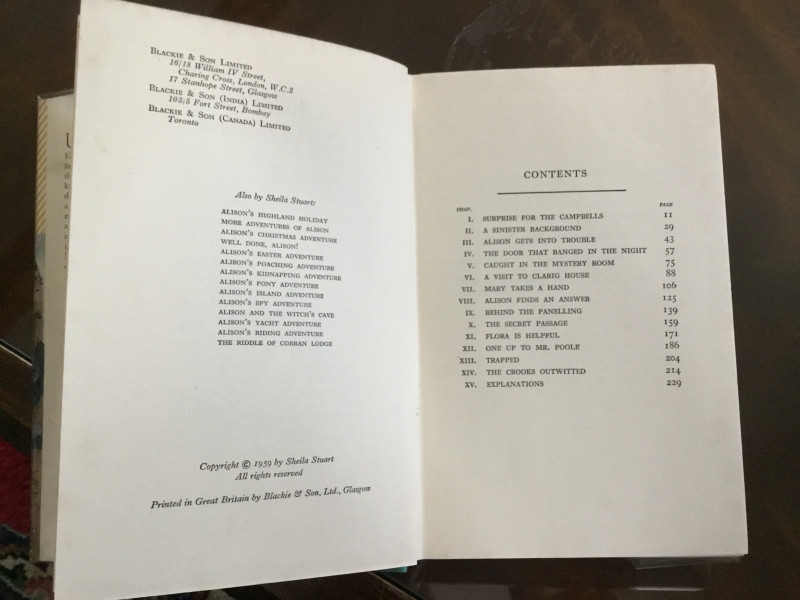 BLACKIE & SON LIMITED
16/18 William IV Street,
Charing Cross, London, W.C.2
17 Stanhope Street, Glasgow
BLACKIE & SON (INDIA) LIMITED
103/5 Fort Street, Bombay
BLACKIE & SON (CANADA) LIMITED
Toronto
Also by Sheila Stuart:
ALISON'S HIGHLAND HOLIDAY
MORE ADVENTURES OF ALISON
ALISON'S CHRISTMAS ADVENTURE
WELL DONE, ALISON!
ALISON'S EASTER ADVENTURE
ALISON'S POACHING ADVENTURE
ALISON'S KIDNAPPING ADVENTURE
ALISON'S PONY ADVENTURE
ALISON'S ISLAND ADVENTURE
ALISON'S SPY ADVENTURE
ALISON AND THE WITCH'S CAVE
ALISON'S YACHT ADVENTURE
ALISON'S RIDING ADVENTURE
THE RIDDLE OF CORRAN LODGE
Copyright © 1959 by Sheila Stuart
All rights reserved
Printed in Great Britain by Blackie & Son, Ltd., Glasgow
CONTENTS
CHAP. PAGE
I. SURPRISE FOR THE CAMPBELLS 11
II. A SINISTER BACKGROUND 29
III. ALISON GETS INTO TROUBLE 43
IV. THE DOOR THAT BANGED IN THE NIGHT 57
V. CAUGHT IN THE MYSTERY ROOM 75
VI. A VISIT TO CLARIG HOUSE 88
VII. MARY TAKES A HAND 106
VIII. ALISON FINDS AN ANSWER 125
IX. BEHIND THE PANELLING 139
X. THE SECRET PASSAGE 159
XI. FLORA IS HELPFUL 171
XII. ONE UP TO MR. POOLE 186
XIII. TRAPPED 204
XIV. THE CROOKS OUTWITTED 214
XV. EXPLANATIONS 229